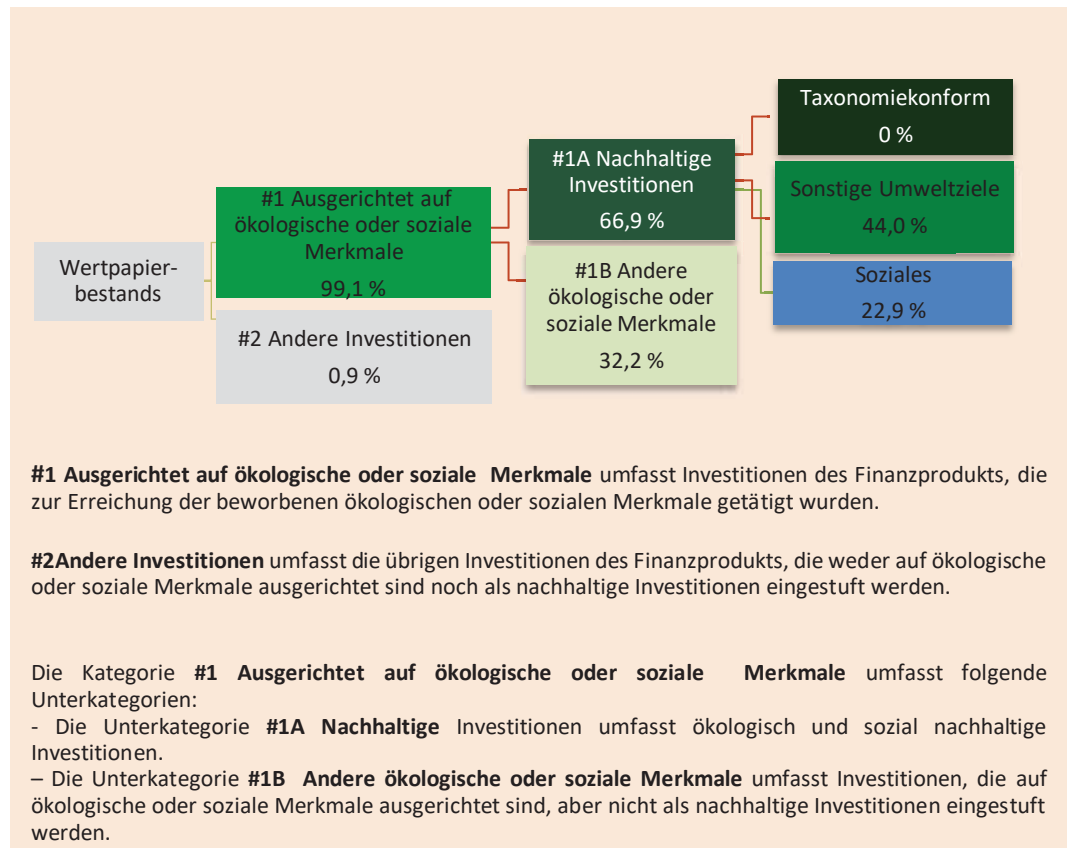 Taxonomiekonform
0 %
#1A Nachhaltige
Investitionen
66,9 %
Sonstige Umweltziele
44,0 %
#1 Ausgerichtet auf
ökologische oder soziale
Merkmale
99,1 %
Wertpapier-
bestands
#1B Andere
ökologische oder
soziale Merkmale
32,2 %
Soziales
22,9 %
#2 Andere Investitionen
0,9 %
#1 Ausgerichtet auf ökologische oder soziale Merkmale umfasst Investitionen des Finanzprodukts, die
zur Erreichung der beworbenen ökologischen oder sozialen Merkmale getätigt wurden.
#2Andere Investitionen umfasst die übrigen Investitionen des Finanzprodukts, die weder auf ökologische
oder soziale Merkmale ausgerichtet sind noch als nachhaltige Investitionen eingestuft werden.
Die Kategorie #1 Ausgerichtet auf ökologische oder soziale Merkmale umfasst folgende
Unterkategorien:
- Die Unterkategorie #1A Nachhaltige Investitionen umfasst ökologisch und sozial nachhaltige
Investitionen.
– Die Unterkategorie #1B Andere ökologische oder soziale Merkmale umfasst Investitionen, die auf
ökologische oder soziale Merkmale ausgerichtet sind, aber nicht als nachhaltige Investitionen eingestuft
werden.